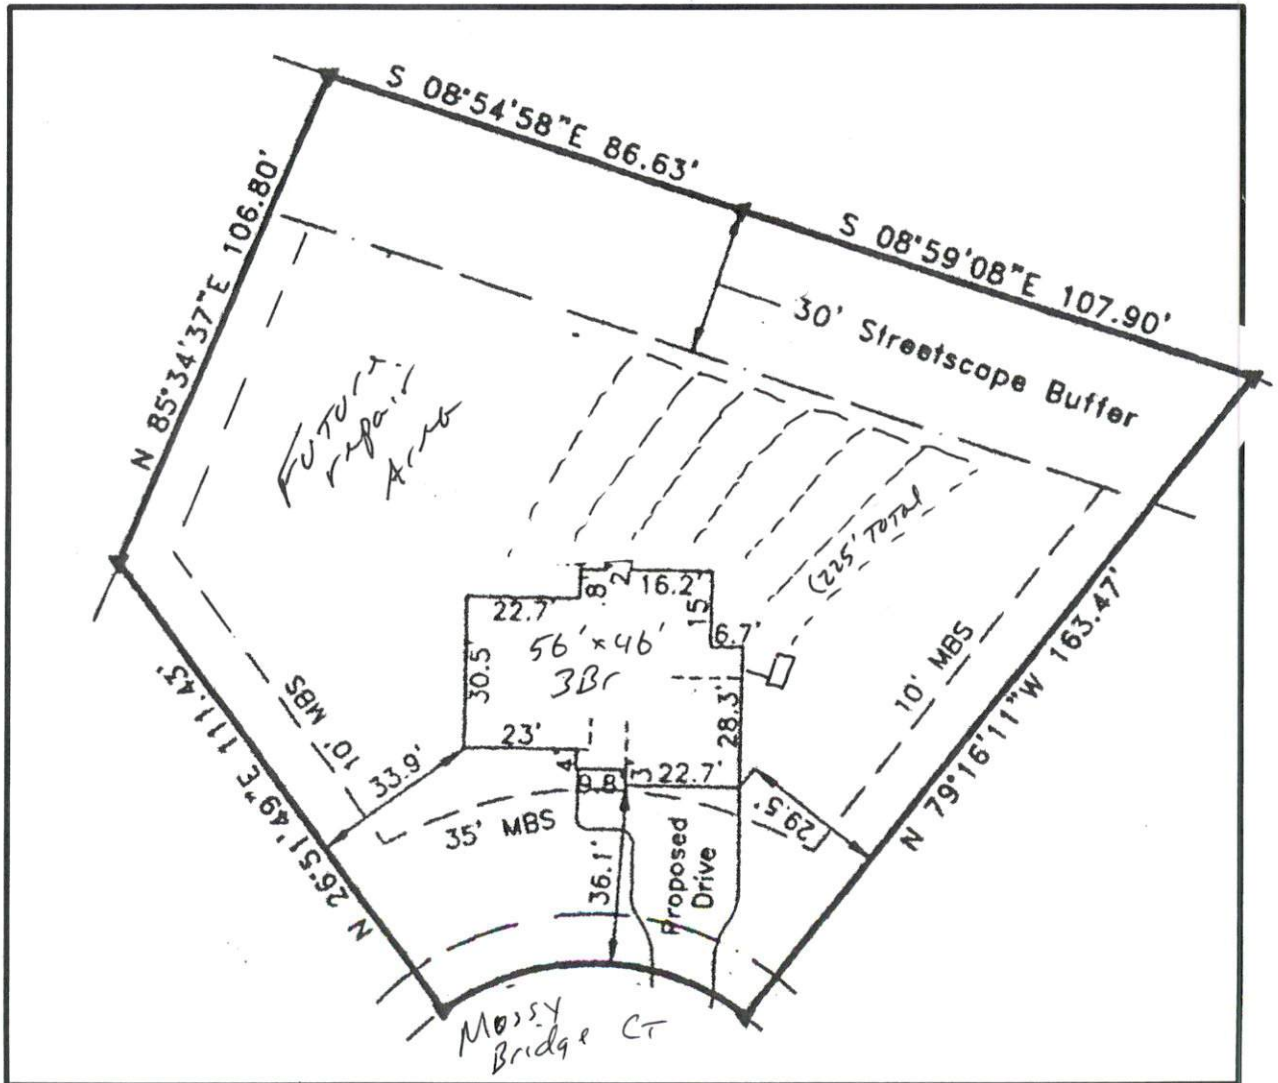 S 08°54'58"E 86.63'
S 08°59'08"E 107.90'
N 85°34'37"E 106.80'
30' Streetscape Buffer
FUTURE
repair
Area
(225' TOTAL
8
2
16.2'
22.7'
15'
6.7'
56' x 46'
3Br
30.5'
28.3'
10' MBS
10' MBS
N 79°16'11"W 163.47'
N 26°51'49"E 111.43'
23'
4'
9.8'
3'
22.7'
33.9'
29.5'
35' MBS
36.1'
Proposed
Drive
Mossy
Bridge CT